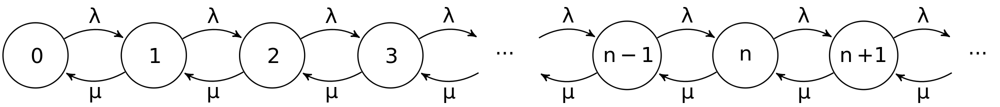 λ λ λ λ λ λ λ λ
0 1 2 3 ... n – 1 n n +1 ...
μ μ μ μ μ μ μ μ